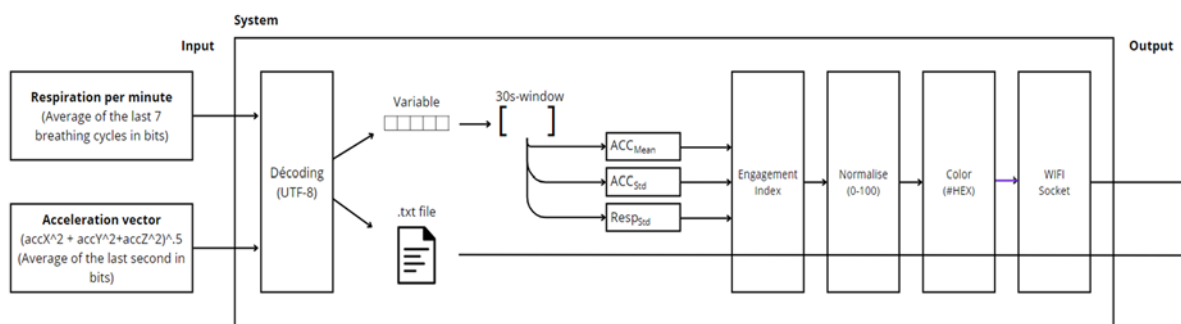 System
Input
Output
Respiration per minute
(Average of the last 7
breathing cycles in bits)
Acceleration vector
(accX^2 + accY^2+accZ^2)^.5
(Average of the last second in
bits)
Décoding
(UTF-8)
Variable
.txt file
30s-window
[ ]
ACCMean
ACCStd
RespStd
Engagement
Index
Normalise
(0-100)
Color
(#HEX)
WIFI
Socket